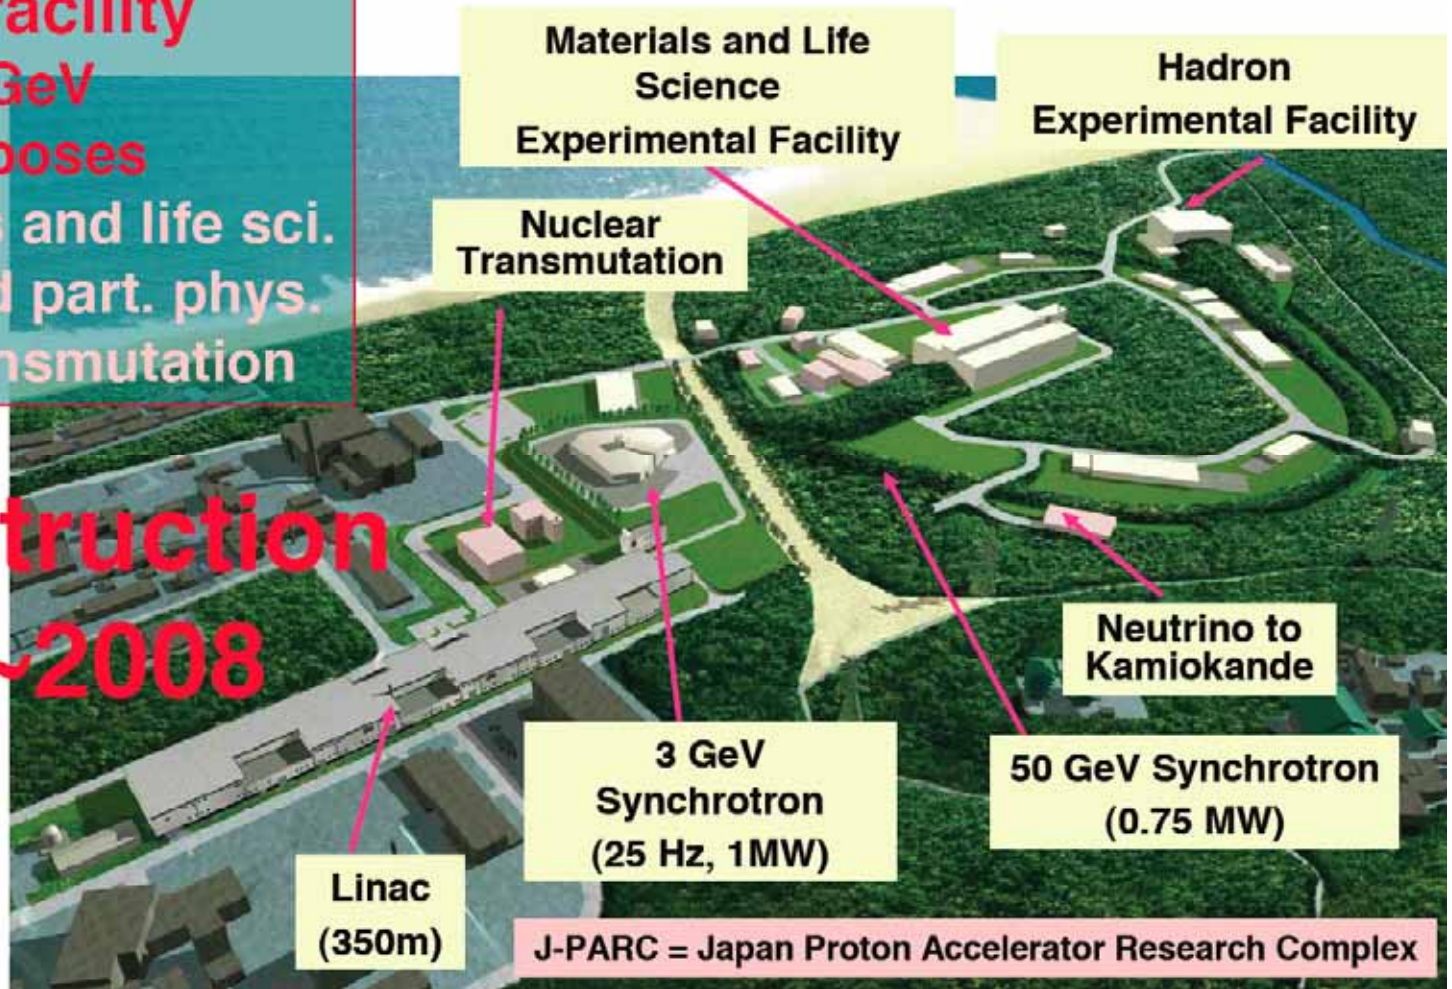 GeV
and life sci.
part. phys.
~2008
Materials and Life
Science
Experimental Facility
Hadron
Experimental Facility
Nuclear
Transmutation
Neutrino to
Kamiokande
3 GeV
Synchrotron
(25 Hz, 1MW)
50 GeV Synchrotron
(0.75 MW)
Linac
(350m)
J-PARC = Japan Proton Accelerator Research Complex